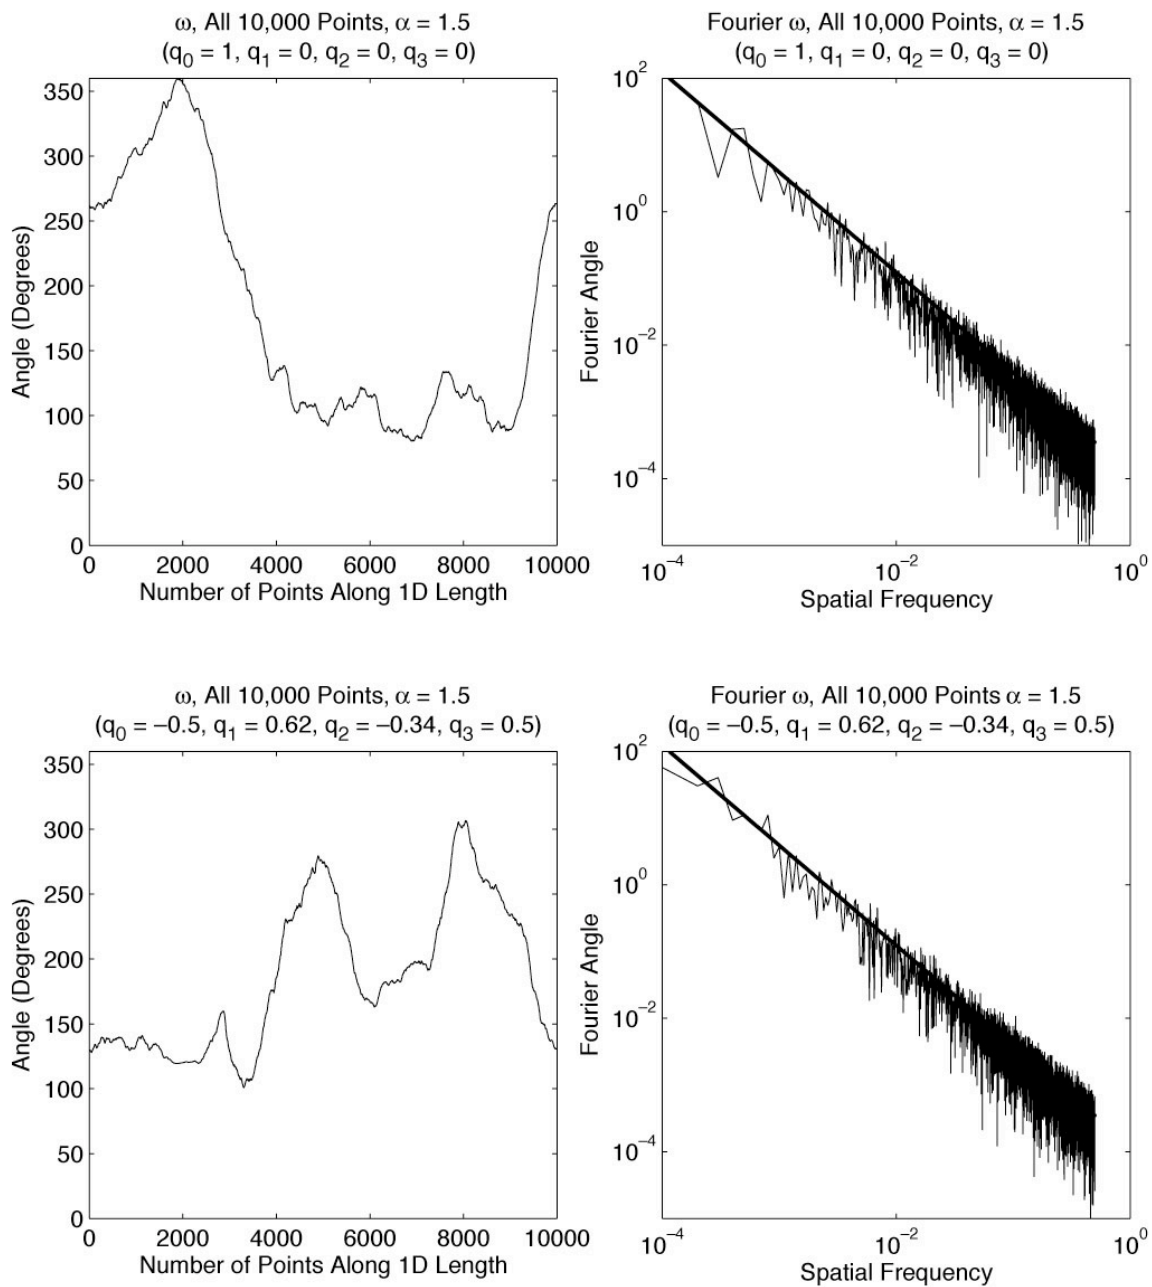 ω, All 10,000 Points, α = 1.5
(q0 = 1, q1 = 0, q2 = 0, q3 = 0)
350
300
250
200
150
100
50
0
Angle (Degrees)
0 2000 4000 6000 8000 10000
Number of Points Along 1D Length
Fourier ω, All 10,000 Points, α = 1.5
(q0 = 1, q1 = 0, q2 = 0, q3 = 0)
10^2
10^0
10^−2
10^−4
Fourier Angle
10^−4 10^−2 10^0
Spatial Frequency
ω, All 10,000 Points, α = 1.5
(q0 = −0.5, q1 = 0.62, q2 = −0.34, q3 = 0.5)
350
300
250
200
150
100
50
0
Angle (Degrees)
0 2000 4000 6000 8000 10000
Number of Points Along 1D Length
Fourier ω, All 10,000 Points α = 1.5
(q0 = −0.5, q1 = 0.62, q2 = −0.34, q3 = 0.5)
10^2
10^0
10^−2
10^−4
Fourier Angle
10^−4 10^−2 10^0
Spatial Frequency